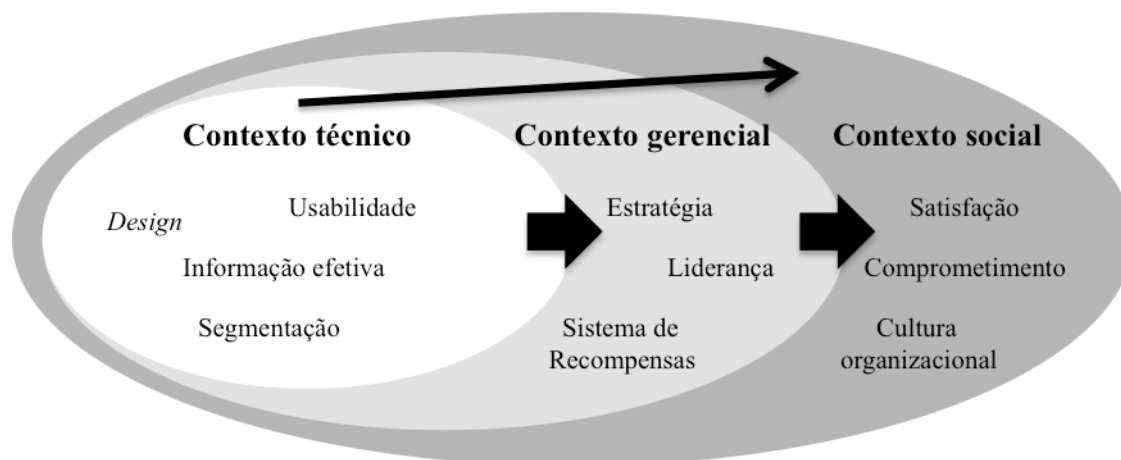 Contexto técnico
Design
Usabilidade
Informação efetiva
Segmentação
Contexto gerencial
Estratégia
Liderança
Sistema de
Recompensas
Contexto social
Satisfação
Comprometimento
Cultura
organizacional